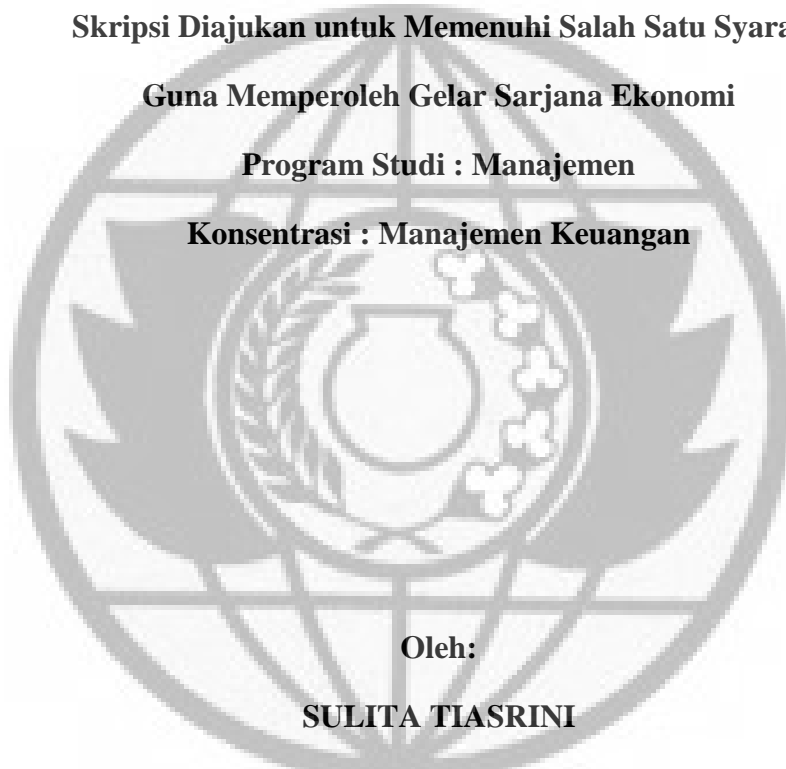 Skripsi Diajukan untuk Memenuhi Salah Satu Syara
Guna Memperoleh Gelar Sarjana Ekonomi
Program Studi : Manajemen
Konsentrasi : Manajemen Keuangan
Oleh:
SULITA TIASRINI